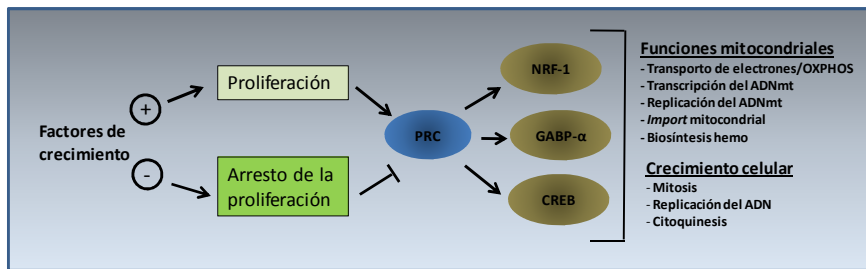 Factores de
crecimiento
+
-
Proliferación
Arresto de la
proliferación
PRC
NRF-1
GABP-α
CREB
Funciones mitocondriales
- Transporto de electrones/OXPHOS
- Transcripción del ADNmt
- Replicación del ADNmt
- Import mitocondrial
- Biosíntesis hemo
Crecimiento celular
- Mitosis
- Replicación del ADN
- Citoquinesis